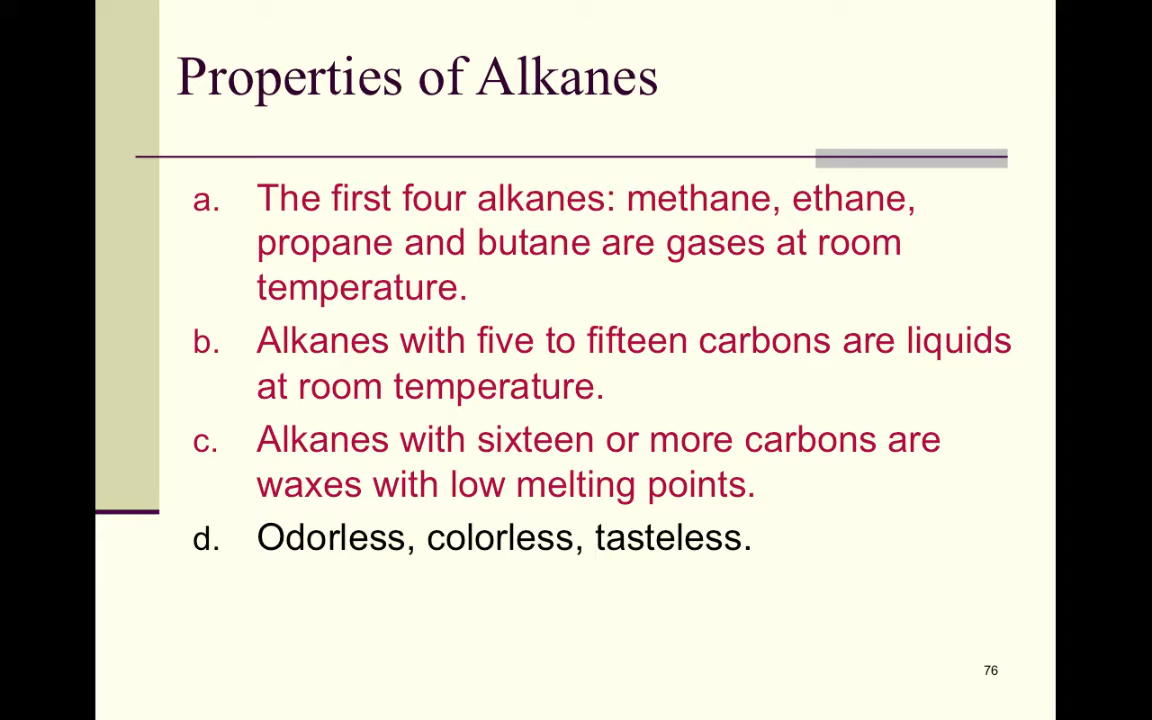 Properties of Alkanes
a. The first four alkanes: methane, ethane,
propane and butane are gases at room
temperature.
b. Alkanes with five to fifteen carbons are liquids
at room temperature.
c. Alkanes with sixteen or more carbons are
waxes with low melting points.
d. Odorless, colorless, tasteless.
76